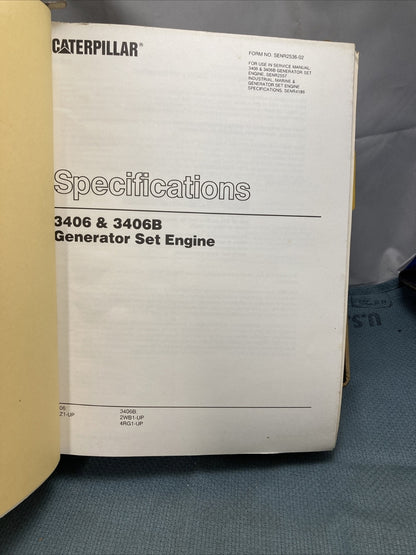 CATERPILLAR®
FORM NO. SENR2536-02
FOR USE IN SERVICE MANUAL:
3406 & 3406B GENERATOR SET
ENGINE, SENR2557
INDUSTRIAL, MARINE &
GENERATOR SET ENGINE
SPECIFICATIONS, SENR4189
Specifications
3406 & 3406B
Generator Set Engine
06:
Z1-UP
3406B:
2WB1-UP
4RG1-UP
U.S.